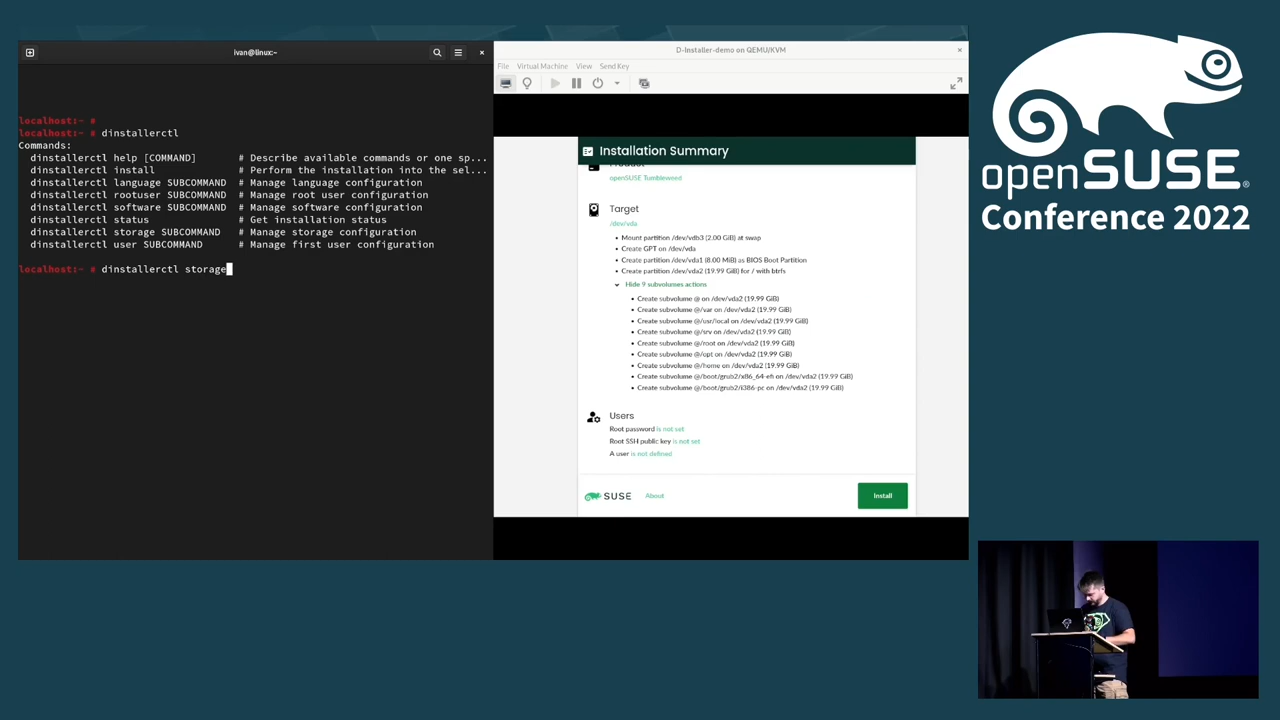 ivan@linux:~
localhost:~ #
localhost:~ # dinstallerctl
Commands:
dinstallerctl help [COMMAND] # Describe available commands or one sp...
dinstallerctl install # Perform the installation into the sel...
dinstallerctl language SUBCOMMAND # Manage language configuration
dinstallerctl rootuser SUBCOMMAND # Manage root user configuration
dinstallerctl software SUBCOMMAND # Manage software configuration
dinstallerctl status # Get installation status
dinstallerctl storage SUBCOMMAND # Manage storage configuration
dinstallerctl user SUBCOMMAND # Manage first user configuration
localhost:~ # dinstallerctl storage
D-Installer-demo on QEMU/KVM
File Virtual Machine View Send Key
Installation Summary
Product
openSUSE Tumbleweed
Target
/dev/vda
Mount partition /dev/vdb3 (2.00 GiB) at swap
Create GPT on /dev/vda
Create partition /dev/vda1 (8.00 MiB) as BIOS Boot Partition
Create partition /dev/vda2 (19.99 GiB) for / with btrfs
Hide 9 subvolumes actions
Create subvolume @ on /dev/vda2 (19.99 GiB)
Create subvolume @/var on /dev/vda2 (19.99 GiB)
Create subvolume @/usr/local on /dev/vda2 (19.99 GiB)
Create subvolume @/srv on /dev/vda2 (19.99 GiB)
Create subvolume @/root on /dev/vda2 (19.99 GiB)
Create subvolume @/opt on /dev/vda2 (19.99 GiB)
Create subvolume @/home on /dev/vda2 (19.99 GiB)
Create subvolume @/boot/grub2/x86_64-efi on /dev/vda2 (19.99 GiB)
Create subvolume @/boot/grub2/i386-pc on /dev/vda2 (19.99 GiB)
Users
Root password is not set
Root SSH public key is not set
A user is not defined
SUSE About Install
openSUSE®
Conference 2022